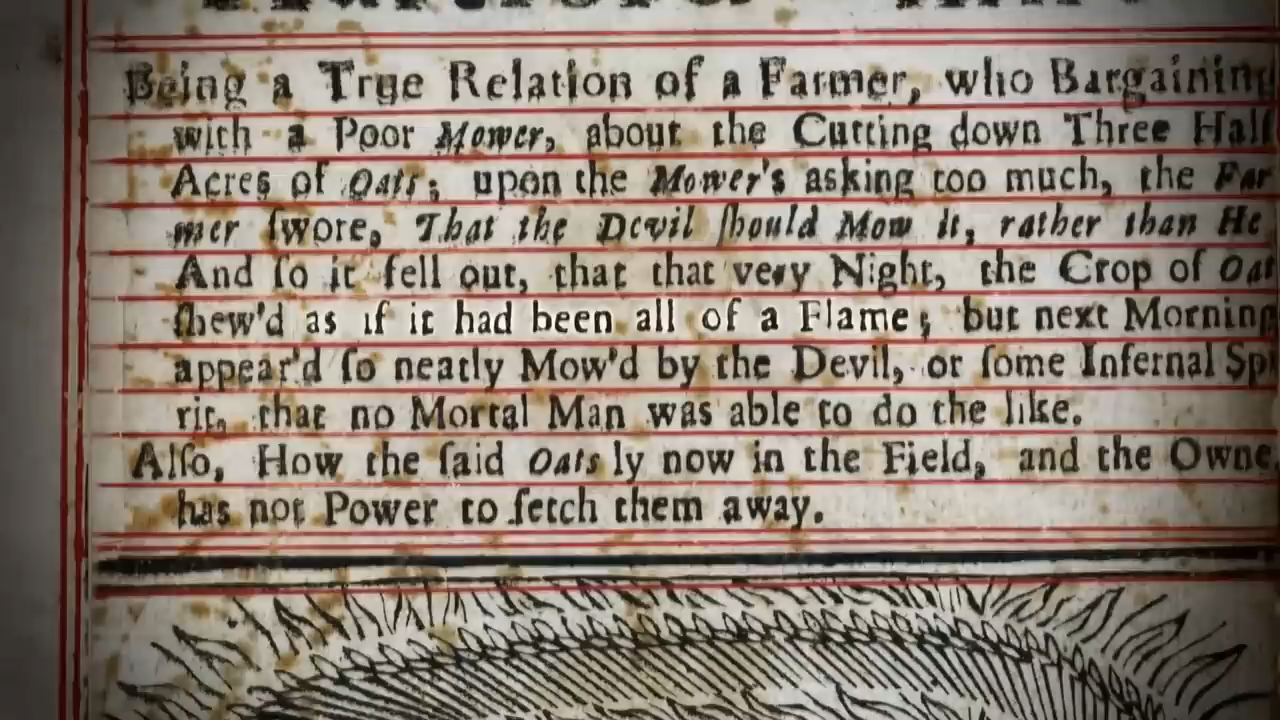 Being a True Relation of a Farmer, who Bargaining
with a Poor Mower, about the Cutting down Three Half
Acres of Oats; upon the Mower's asking too much, the Far
mer ſwore, That the Devil ſhould Mow it, rather than He
And ſo it fell out, that that very Night, the Crop of Oat
ſhew'd as if it had been all of a Flame; but next Morning
appear'd ſo neatly Mow'd by the Devil, or ſome Infernal Spi
rit, that no Mortal Man was able to do the like.
Alſo, How the ſaid Oats ly now in the Field, and the Owne
has not Power to fetch them away.